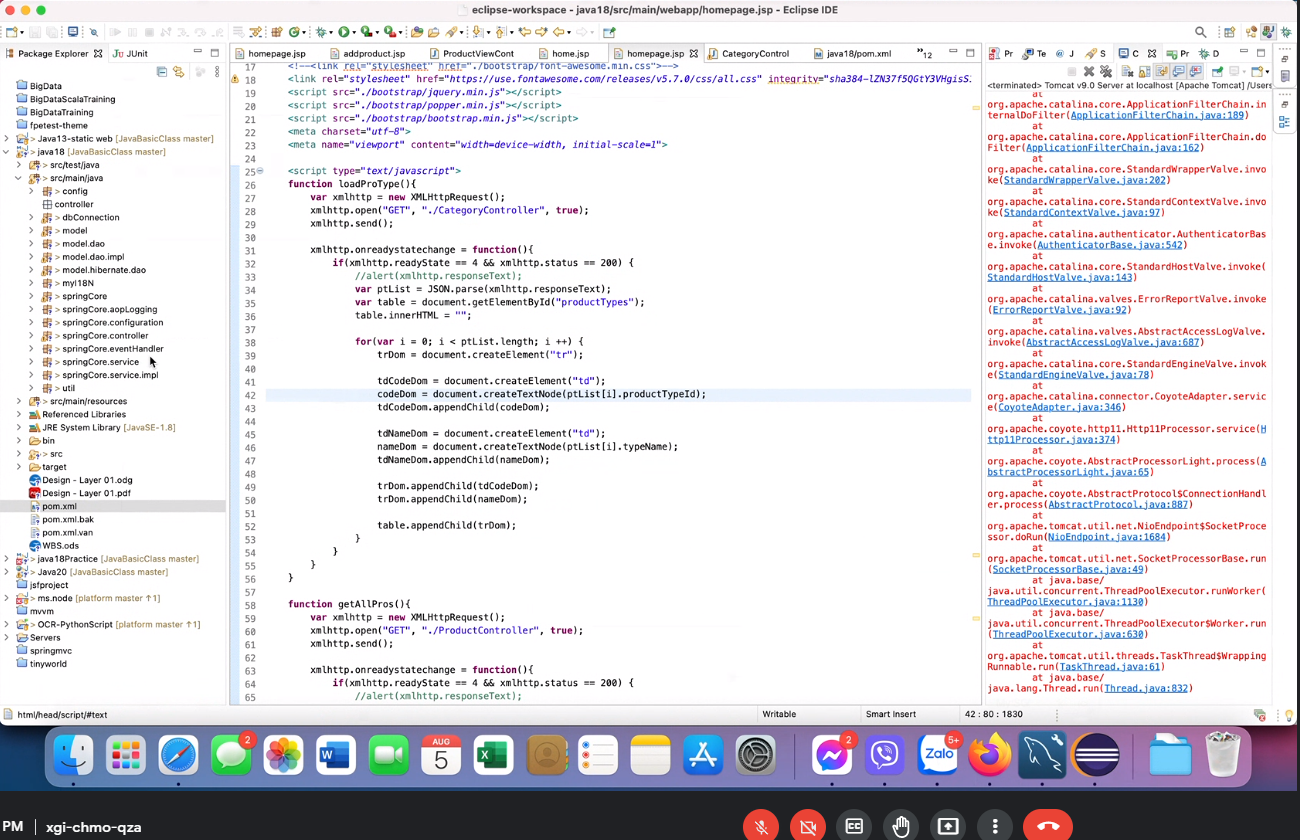 eclipse-workspace - java18/src/main/webapp/homepage.jsp - Eclipse IDE
Package Explorer
JUnit
BigData
BigDataScalaTraining
BigDataTraining
fpetest-theme
> Java13-static web [JavaBasicClass master]
> java18 [JavaBasicClass master]
> src/test/java
> src/main/java
> config
controller
> dbConnection
> model
> model.dao
> model.dao.impl
> model.hibernate.dao
> myI18N
> springCore
> springCore.aopLogging
> springCore.configuration
> springCore.controller
> springCore.eventHandler
> springCore.service
> springCore.service.impl
> util
> src/main/resources
Referenced Libraries
JRE System Library [JavaSE-1.8]
bin
> src
target
Design - Layer 01.odg
Design - Layer 01.pdf
pom.xml
pom.xml.bak
pom.xml.van
WBS.ods
> java18Practice [JavaBasicClass master]
> Java20 [JavaBasicClass master]
jsfproject
> ms.node [platform master ↑1]
mvvm
> OCR-PythonScript [platform master ↑1]
Servers
springmvc
tinyworld
homepage.jsp
addproduct.jsp
ProductViewCont
home.jsp
homepage.jsp
CategoryControl
java18/pom.xml
»12
17 <!--<link rel="stylesheet" href="./bootstrap/font-awesome.min.css">-->
18 <link rel="stylesheet" href="https://use.fontawesome.com/releases/v5.7.0/css/all.css" integrity="sha384-lZN37f5QGtY3VHgisS
19 <script src="./bootstrap/jquery.min.js"></script>
20 <script src="./bootstrap/popper.min.js"></script>
21 <script src="./bootstrap/bootstrap.min.js"></script>
22 <meta charset="utf-8">
23 <meta name="viewport" content="width=device-width, initial-scale=1">
24
25 <script type="text/javascript">
26 function loadProType(){
27 var xmlhttp = new XMLHttpRequest();
28 xmlhttp.open("GET", "./CategoryController", true);
29 xmlhttp.send();
30
31 xmlhttp.onreadystatechange = function(){
32 if(xmlhttp.readyState == 4 && xmlhttp.status == 200) {
33 //alert(xmlhttp.responseText);
34 var ptList = JSON.parse(xmlhttp.responseText);
35 var table = document.getElementById("productTypes");
36 table.innerHTML = "";
37
38 for(var i = 0; i < ptList.length; i ++) {
39 trDom = document.createElement("tr");
40
41 tdCodeDom = document.createElement("td");
42 codeDom = document.createTextNode(ptList[i].productTypeId);
43 tdCodeDom.appendChild(codeDom);
44
45 tdNameDom = document.createElement("td");
46 nameDom = document.createTextNode(ptList[i].typeName);
47 tdNameDom.appendChild(nameDom);
48
49 trDom.appendChild(tdCodeDom);
50 trDom.appendChild(nameDom);
51
52 table.appendChild(trDom);
53 }
54 }
55 }
56 }
57
58 function getAllPros(){
59 var xmlhttp = new XMLHttpRequest();
60 xmlhttp.open("GET", "./ProductController", true);
61 xmlhttp.send();
62
63 xmlhttp.onreadystatechange = function(){
64 if(xmlhttp.readyState == 4 && xmlhttp.status == 200) {
65 //alert(xmlhttp.responseText);
Pr
Te
J
S
C
Pr
D
<terminated> Tomcat v9.0 Server at localhost [Apache Tomcat] /Users
at
org.apache.catalina.core.ApplicationFilterChain.in
ternalDoFilter(ApplicationFilterChain.java:189)
at
org.apache.catalina.core.ApplicationFilterChain.do
Filter(ApplicationFilterChain.java:162)
at
org.apache.catalina.core.StandardWrapperValve.invo
ke(StandardWrapperValve.java:202)
at
org.apache.catalina.core.StandardContextValve.invo
ke(StandardContextValve.java:97)
at
org.apache.catalina.authenticator.AuthenticatorBas
e.invoke(AuthenticatorBase.java:542)
at
org.apache.catalina.core.StandardHostValve.invoke(
StandardHostValve.java:143)
at
org.apache.catalina.valves.ErrorReportValve.invoke
(ErrorReportValve.java:92)
at
org.apache.catalina.valves.AbstractAccessLogValve.
invoke(AbstractAccessLogValve.java:687)
at
org.apache.catalina.core.StandardEngineValve.invoke(
StandardEngineValve.java:78)
at
org.apache.catalina.connector.CoyoteAdapter.servic
e(CoyoteAdapter.java:346)
at
org.apache.coyote.http11.Http11Processor.service(H
ttp11Processor.java:374)
at
org.apache.coyote.AbstractProcessorLight.process(A
bstractProcessorLight.java:65)
at
org.apache.coyote.AbstractProtocol$ConnectionHandl
er.process(AbstractProtocol.java:887)
at
org.apache.tomcat.util.net.NioEndpoint$SocketProce
ssor.doRun(NioEndpoint.java:1684)
at
org.apache.tomcat.util.net.SocketProcessorBase.run
(SocketProcessorBase.java:49)
at java.base/
java.util.concurrent.ThreadPoolExecutor.runWorker(
ThreadPoolExecutor.java:1130)
at java.base/
java.util.concurrent.ThreadPoolExecutor$Worker.run
(ThreadPoolExecutor.java:630)
at
org.apache.tomcat.util.threads.TaskThread$Wrapping
Runnable.run(TaskThread.java:61)
at java.base/
java.lang.Thread.run(Thread.java:832)
html/head/script/#text
Writable
Smart Insert
42 : 80 : 1830
2
AUG
5
2
Zalo
5+
PM
xgi-chmo-qza